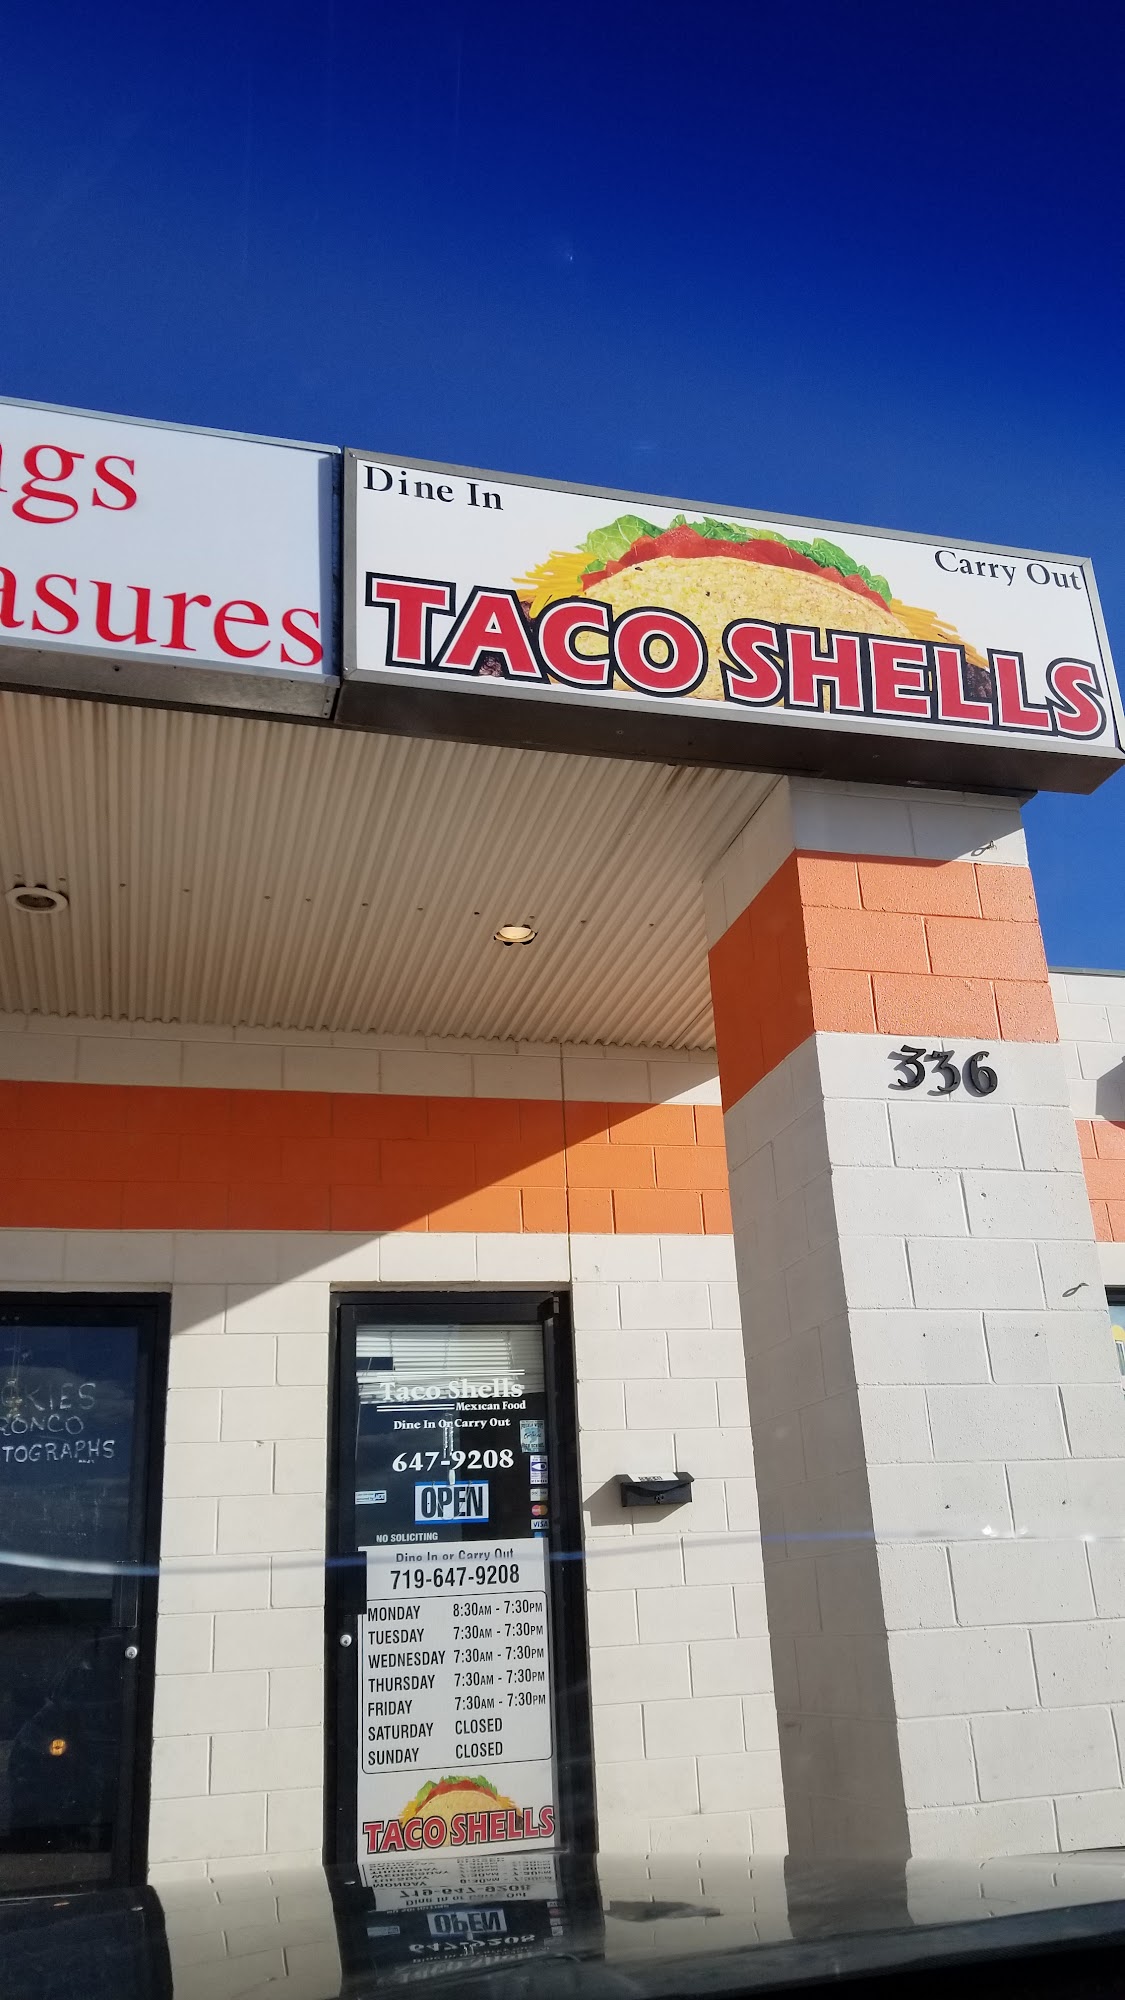 gs
asures
Dine In
Carry Out
TACO SHELLS
336
KIES
RONCO
TOGRAPHS
Taco Shells
Mexican Food
Dine In Or Carry Out
647-9208
OPEN
VISA
NO SOLICITING
Dine In or Carry Out
719-647-9208
MONDAY 8:30AM - 7:30PM
TUESDAY 7:30AM - 7:30PM
WEDNESDAY 7:30AM - 7:30PM
THURSDAY 7:30AM - 7:30PM
FRIDAY 7:30AM - 7:30PM
SATURDAY CLOSED
SUNDAY CLOSED
TACO SHELLS